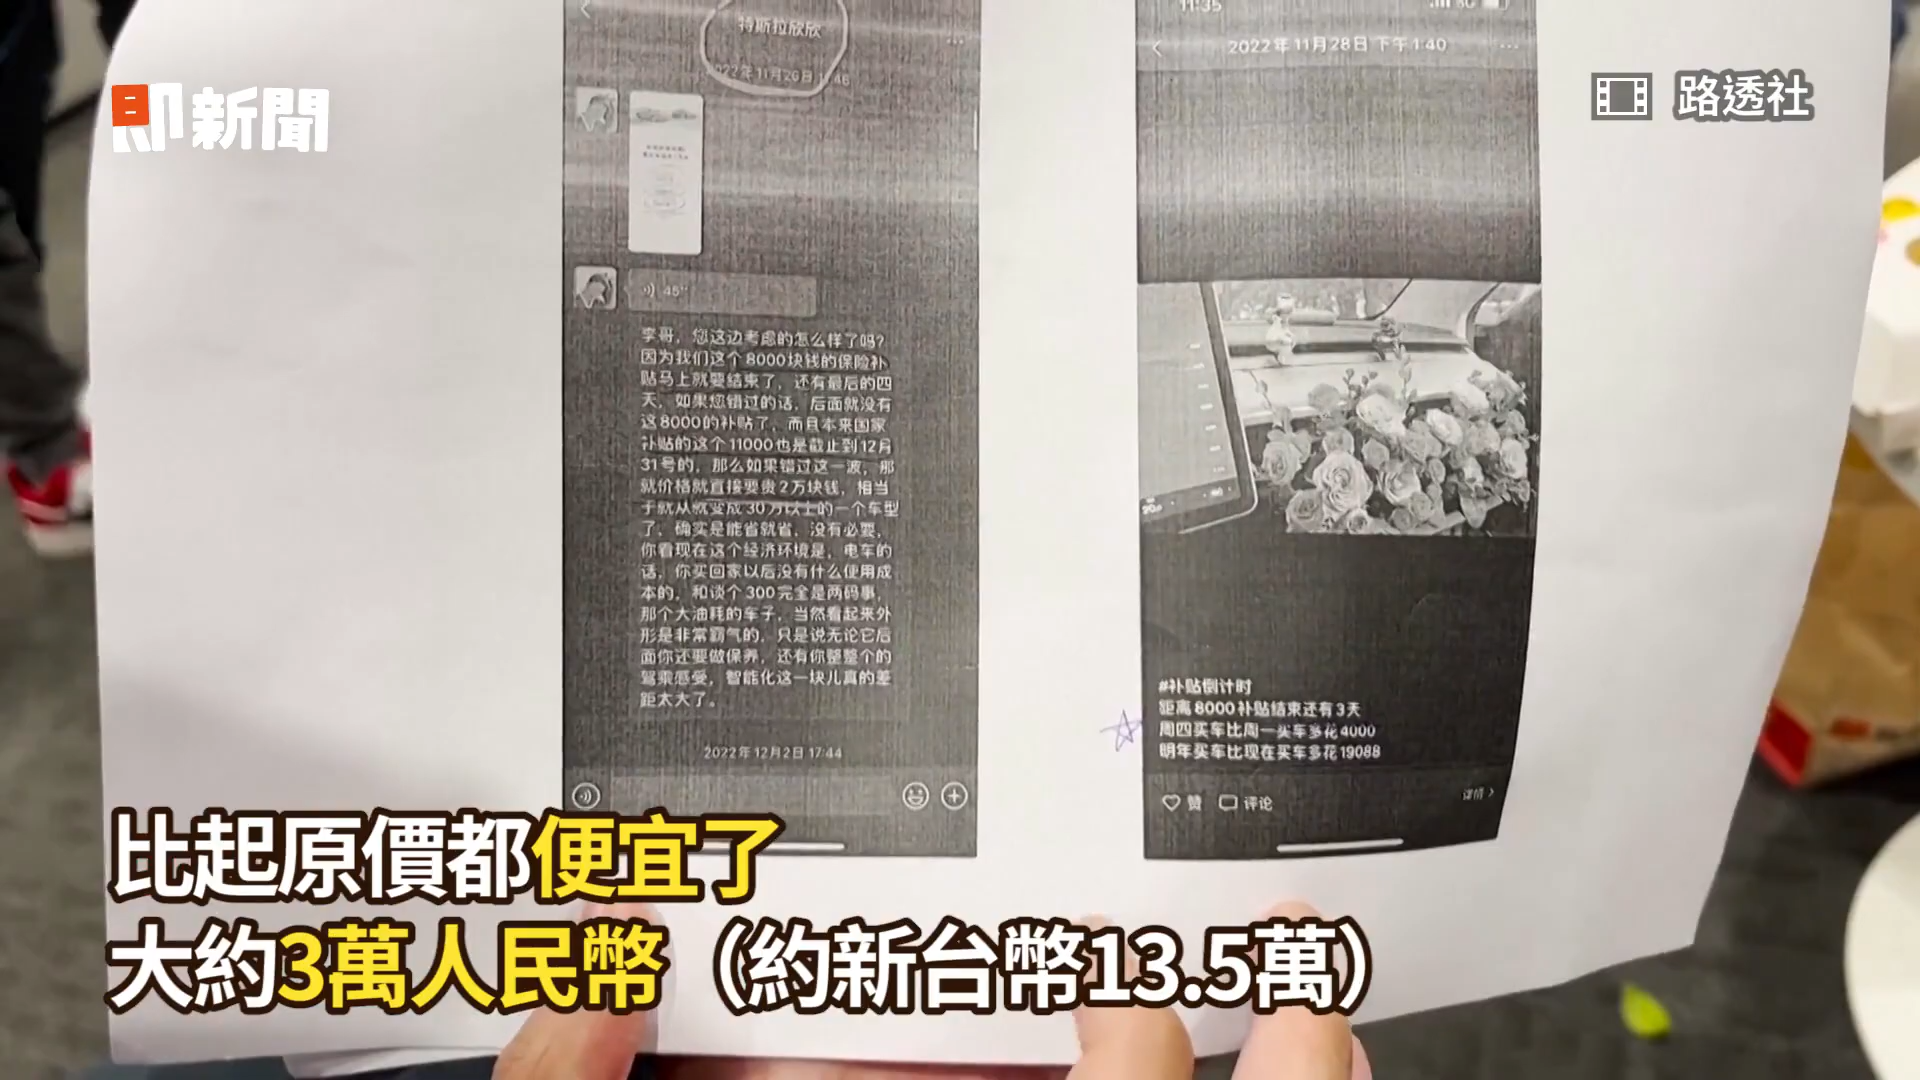 即新聞
路透社
特斯拉欣欣
2022年11月26日 1:46
45"
李哥，您这边考虑的怎么样了吗？
因为我们这个8000块钱的保险补
贴马上就要结束了，还有最后的四
天，如果您错过的话，后面就没有
这8000的补贴了，而且本来国家
补贴的这个11000也是截止到12月
31号的，那么如果错过这一波，那
就价格就直接要贵2万块钱，相当
于就从就变成30万以上的一个车型
了，确实是能省就省，没有必要，
你看现在这个经济环境是，电车的
话，你买回家以后没有什么使用成
本的，和谈个300完全是两码事，
那个大油耗的车子，当然看起来外
形是非常霸气的，只是说无论它后
面你还要做保养，还有你整整个的
驾乘感受，智能化这一块儿真的差
距太大了。
2022年12月2日 17:44
11:35
5G
2022年11月28日 下午1:40
#补贴倒计时
距离8000补贴结束还有3天
周四买车比周一买车多花4000
明年买车比现在买车多花19088
赞 评论
详情
比起原價都便宜了
大約3萬人民幣（約新台幣13.5萬）